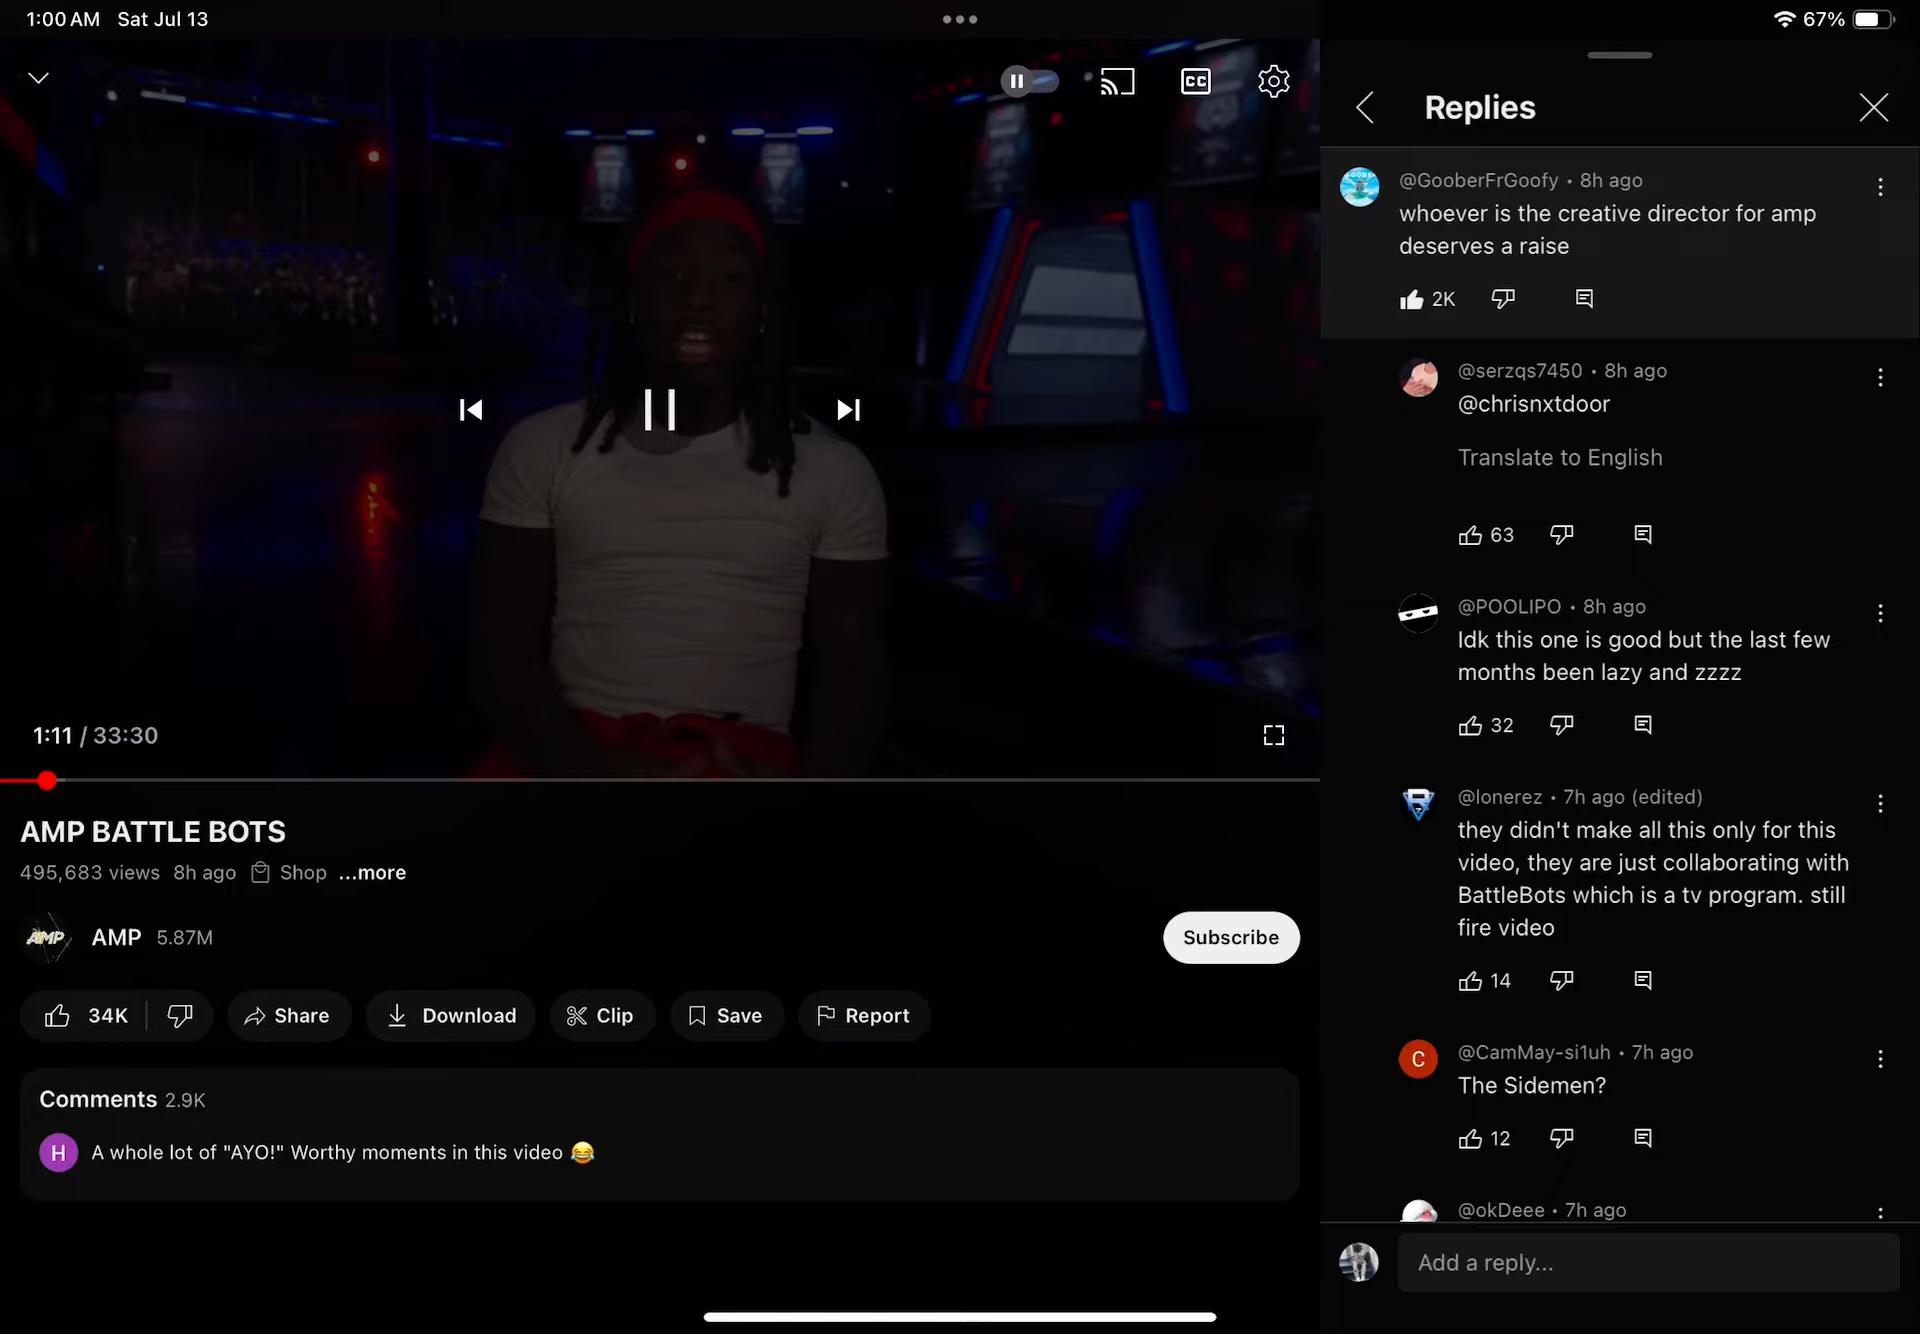 1:00 AM Sat Jul 13
67%
CC
1:11 / 33:30
AMP BATTLE BOTS
495,683 views 8h ago Shop ...more
AMP
AMP 5.87M
Subscribe
34K
Share
Download
Clip
Save
Report
Comments 2.9K
H
A whole lot of "AYO!" Worthy moments in this video 😂
Replies
@GooberFrGoofy • 8h ago
whoever is the creative director for amp
deserves a raise
2K
@serzqs7450 • 8h ago
@chrisnxtdoor
Translate to English
63
@POOLIPO • 8h ago
Idk this one is good but the last few
months been lazy and zzzz
32
@lonerez • 7h ago (edited)
they didn't make all this only for this
video, they are just collaborating with
BattleBots which is a tv program. still
fire video
14
C
@CamMay-si1uh • 7h ago
The Sidemen?
12
@okDeee • 7h ago
Add a reply...